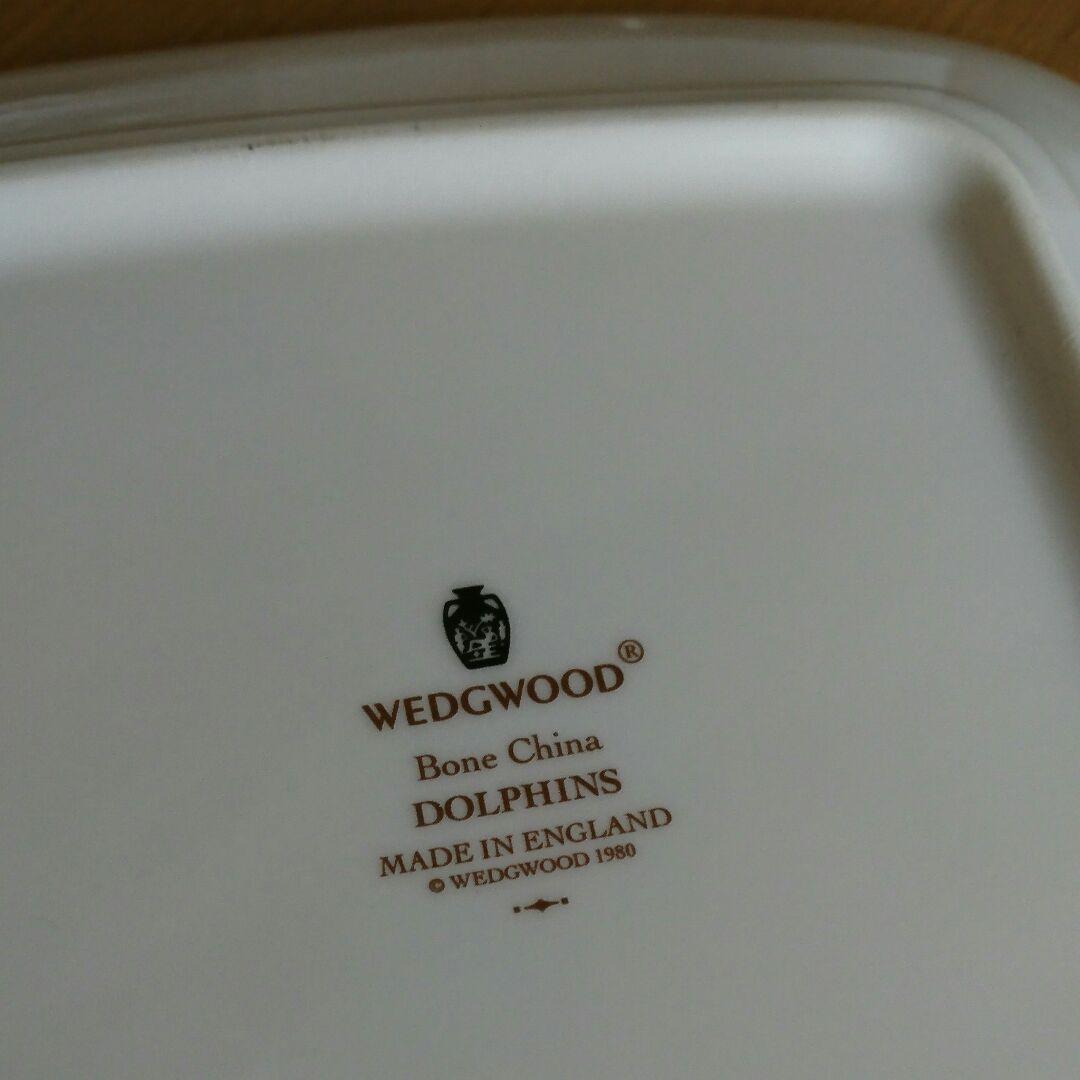 WEDGWOOD®
Bone China
DOLPHINS
MADE IN ENGLAND
© WEDGWOOD 1980